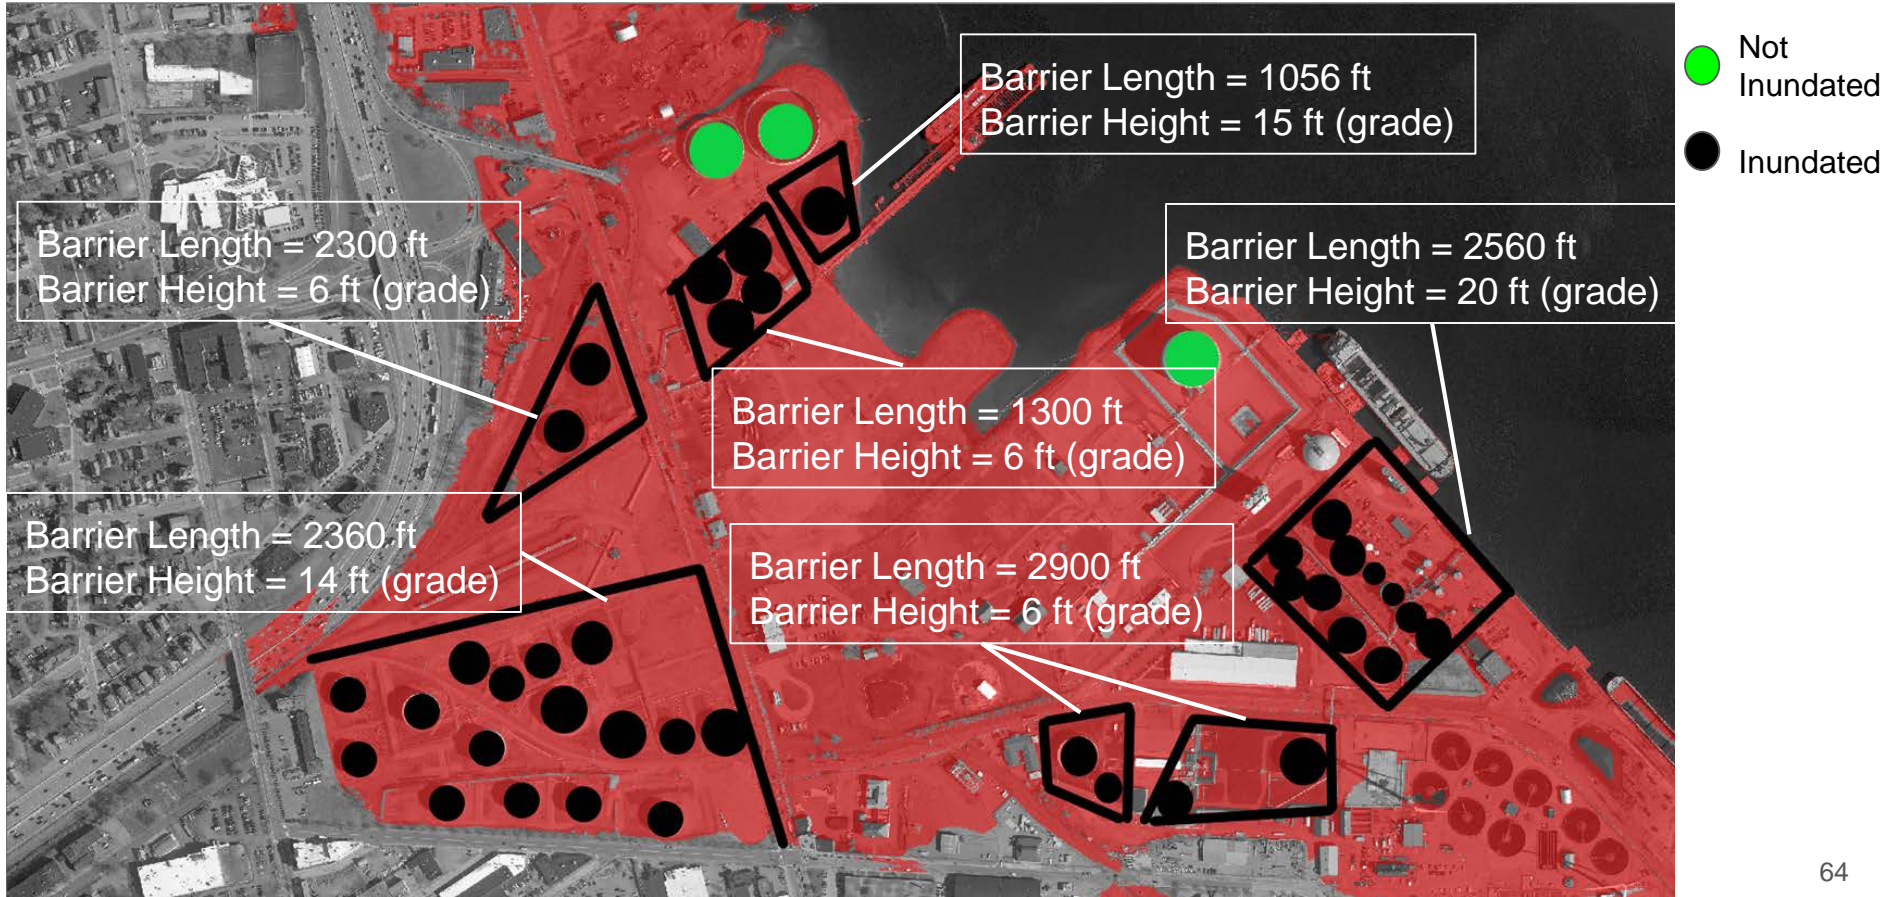 Not
Inundated
Inundated
Barrier Length = 1056 ft
Barrier Height = 15 ft (grade)
Barrier Length = 2300 ft
Barrier Height = 6 ft (grade)
Barrier Length = 2560 ft
Barrier Height = 20 ft (grade)
Barrier Length = 1300 ft
Barrier Height = 6 ft (grade)
Barrier Length = 2360 ft
Barrier Height = 14 ft (grade)
Barrier Length = 2900 ft
Barrier Height = 6 ft (grade)
64